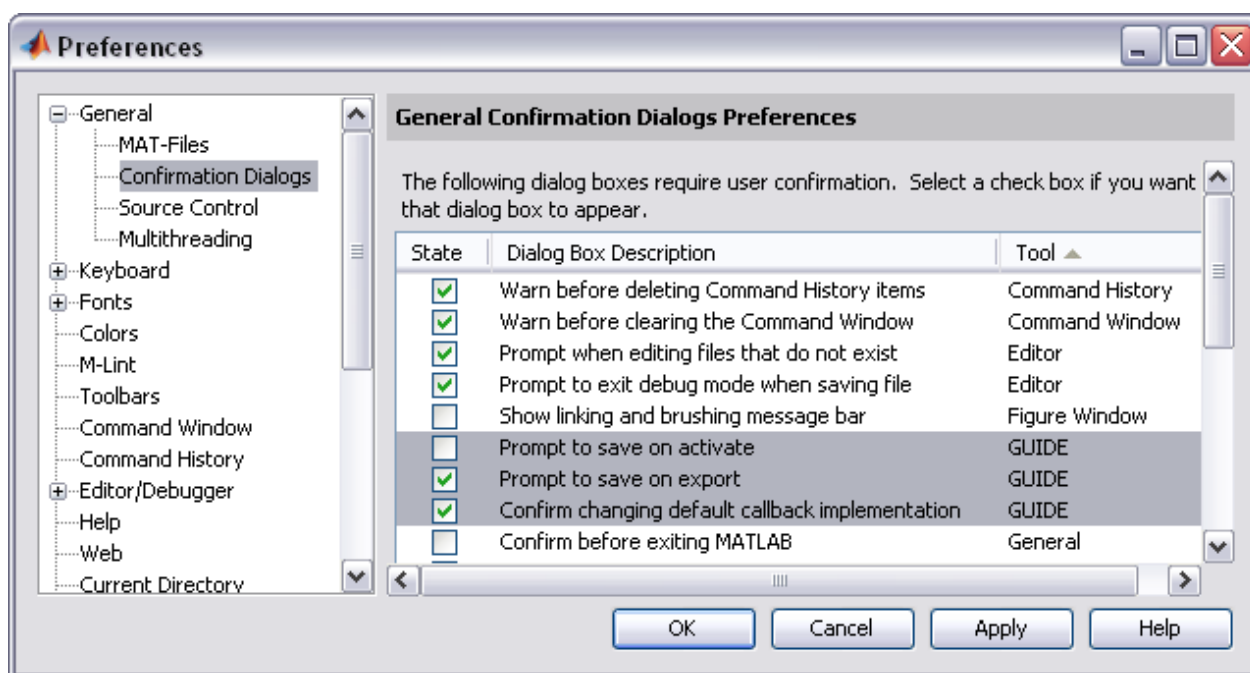 Preferences
General
MAT-Files
Confirmation Dialogs
Source Control
Multithreading
Keyboard
Fonts
Colors
M-Lint
Toolbars
Command Window
Command History
Editor/Debugger
Help
Web
Current Directory
General Confirmation Dialogs Preferences
The following dialog boxes require user confirmation. Select a check box if you want
that dialog box to appear.
State Dialog Box Description Tool
Warn before deleting Command History items Command History
Warn before clearing the Command Window Command Window
Prompt when editing files that do not exist Editor
Prompt to exit debug mode when saving file Editor
Show linking and brushing message bar Figure Window
Prompt to save on activate GUIDE
Prompt to save on export GUIDE
Confirm changing default callback implementation GUIDE
Confirm before exiting MATLAB General
OK Cancel Apply Help